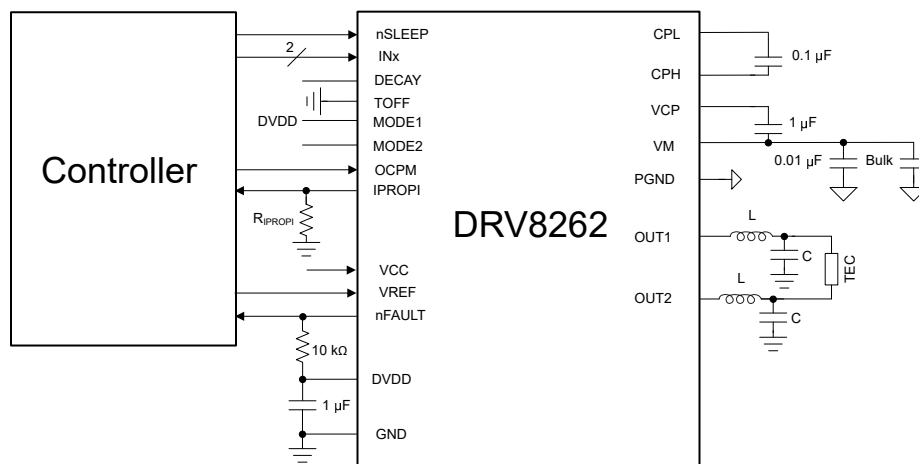 Controller
2
DVDD
R_IPROPI
10 kΩ
1 µF
nSLEEP
INx
DECAY
TOFF
MODE1
MODE2
OCPM
IPROPI
VCC
VREF
nFAULT
DVDD
GND
DRV8262
CPL
CPH
VCP
VM
PGND
OUT1
OUT2
0.1 µF
1 µF
0.01 µF
Bulk
L
C
TEC
L
C